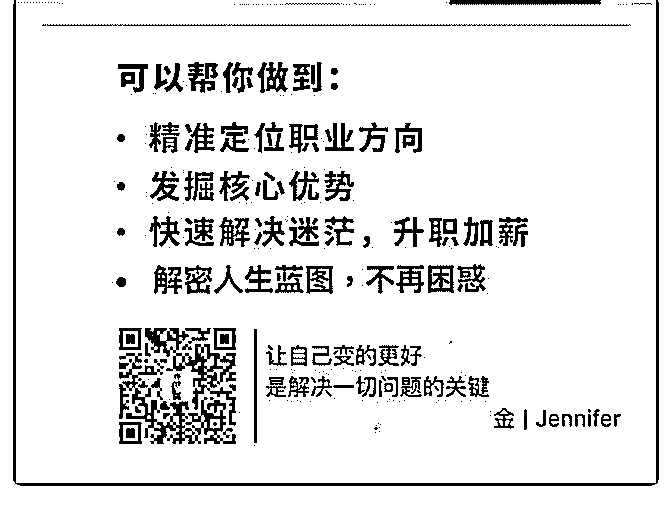 可以帮你做到：
• 精准定位职业方向
• 发掘核心优势
• 快速解决迷茫，升职加薪
• 解密人生蓝图，不再困惑
让自己变的更好
是解决一切问题的关键
金 | Jennifer